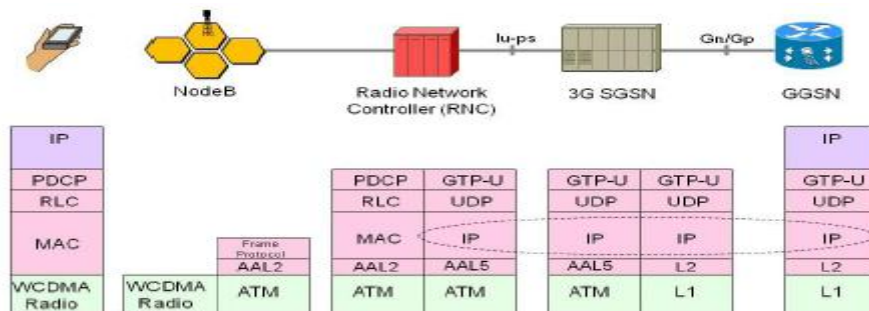 Iu-ps
Gn/Gp
NodeB
Radio Network
Controller (RNC)
3G SGSN
GGSN
IP
IP
PDCP
PDCP
GTP-U
GTP-U
GTP-U
GTP-U
RLC
RLC
UDP
UDP
UDP
UDP
MAC
Frame
Protocol
MAC
IP
IP
IP
IP
AAL2
AAL2
AAL5
AAL5
L2
L2
WCDMA
Radio
WCDMA
Radio
ATM
ATM
ATM
ATM
L1
L1